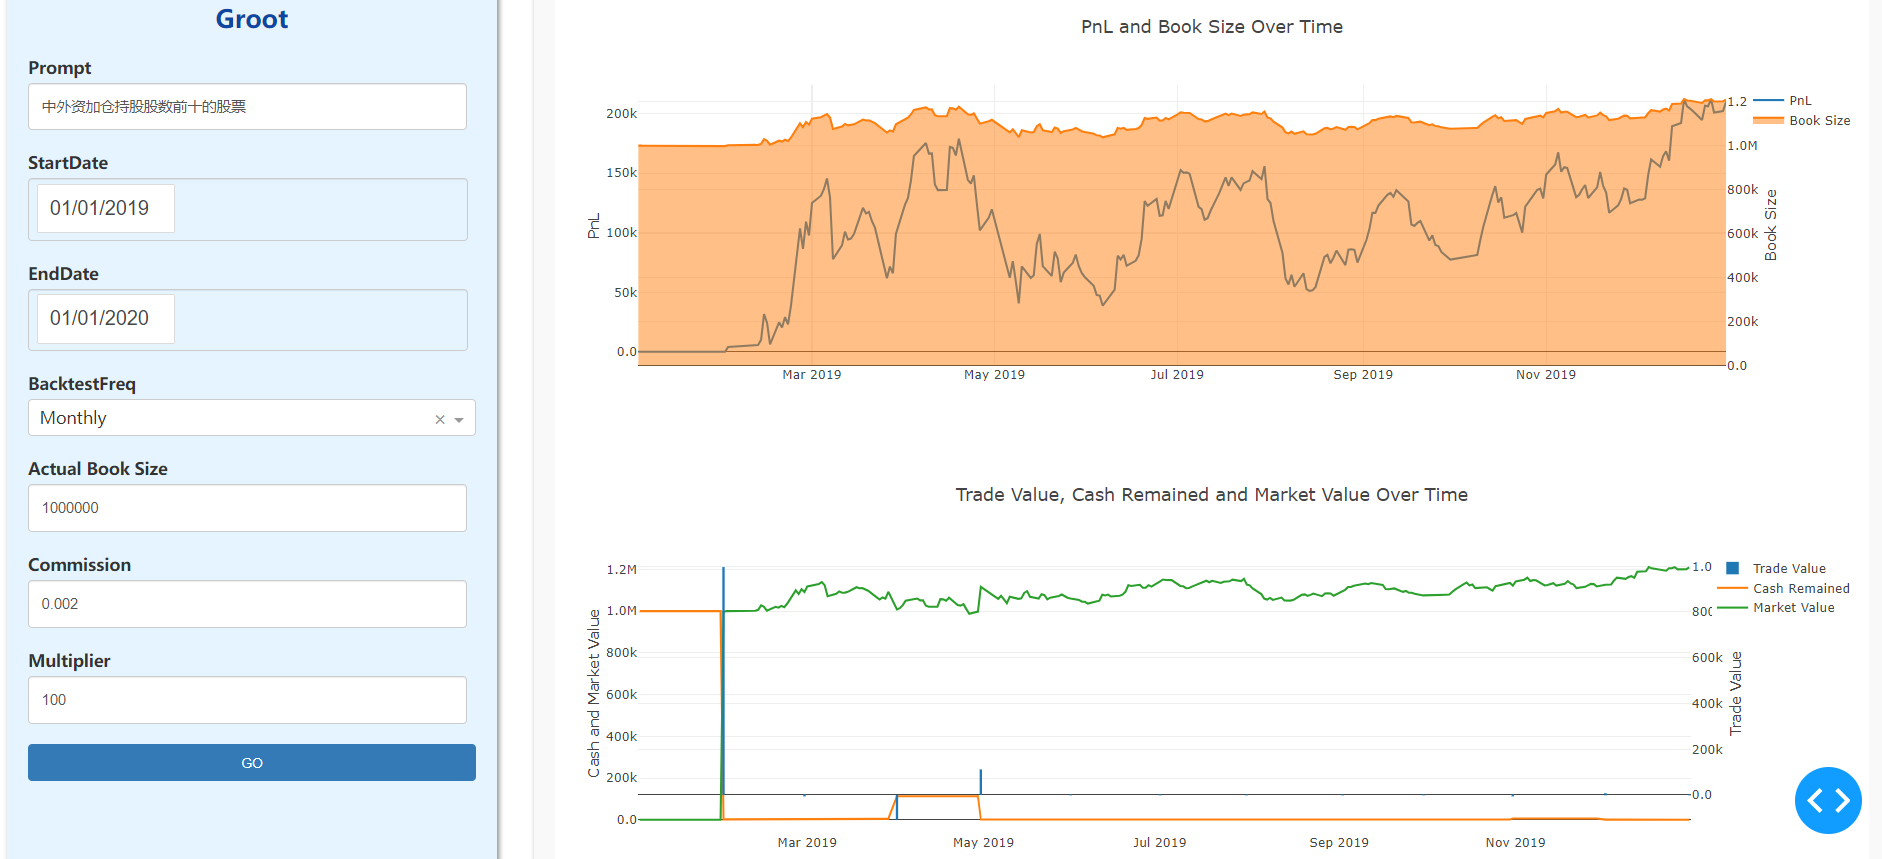 Groot
Prompt
中外资加仓持股股数前十的股票
StartDate
01/01/2019
EndDate
01/01/2020
BacktestFreq
Monthly
×
Actual Book Size
1000000
Commission
0.002
Multiplier
100
GO
PnL and Book Size Over Time
200k
150k
100k
50k
0.0
PnL
1.2
1.0M
800k
600k
400k
200k
0.0
Book Size
PnL
Book Size
Mar 2019
May 2019
Jul 2019
Sep 2019
Nov 2019
Trade Value, Cash Remained and Market Value Over Time
1.2M
1.0M
800k
600k
400k
200k
0.0
Cash and Market Value
1.0
800
600k
400k
200k
0.0
Trade Value
Trade Value
Cash Remained
Market Value
Mar 2019
May 2019
Jul 2019
Sep 2019
Nov 2019